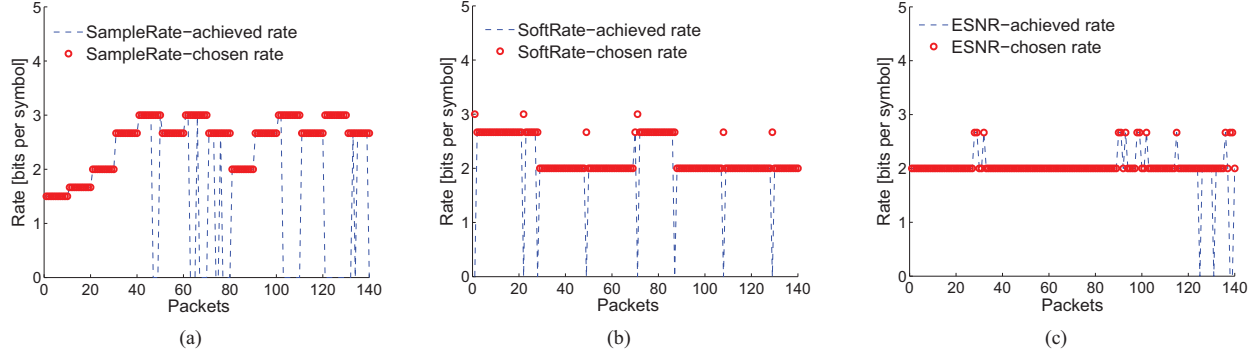 5
4
3
2
1
0
Rate [bits per symbol]
SampleRate−achieved rate
SampleRate−chosen rate
0 20 40 60 80 100 120 140
Packets
(a)
5
4
3
2
1
0
Rate [bits per symbol]
SoftRate−achieved rate
SoftRate−chosen rate
0 20 40 60 80 100 120 140
Packets
(b)
5
4
3
2
1
0
Rate [bits per symbol]
ESNR−achieved rate
ESNR−chosen rate
0 20 40 60 80 100 120 140
Packets
(c)